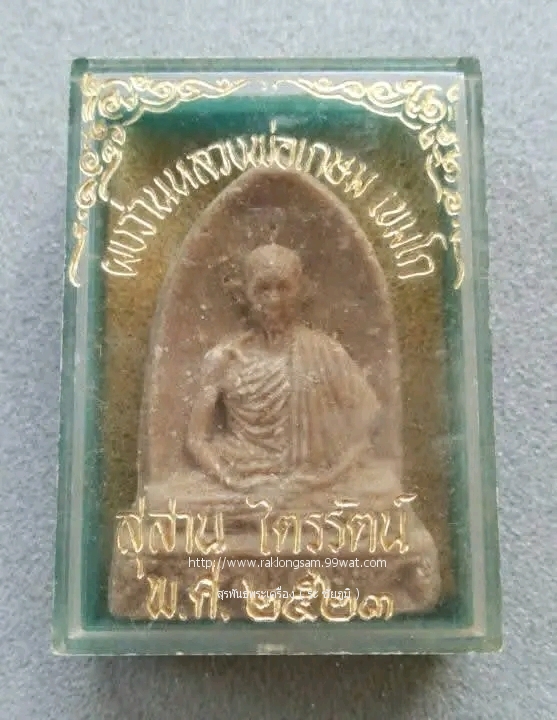 ผงว่านหลวงพ่อเกษม เขมโก
สุสาน ไตรรัตน์
http://www.raklongsam.99wat.com
พ.ศ. ๒๕๒๓